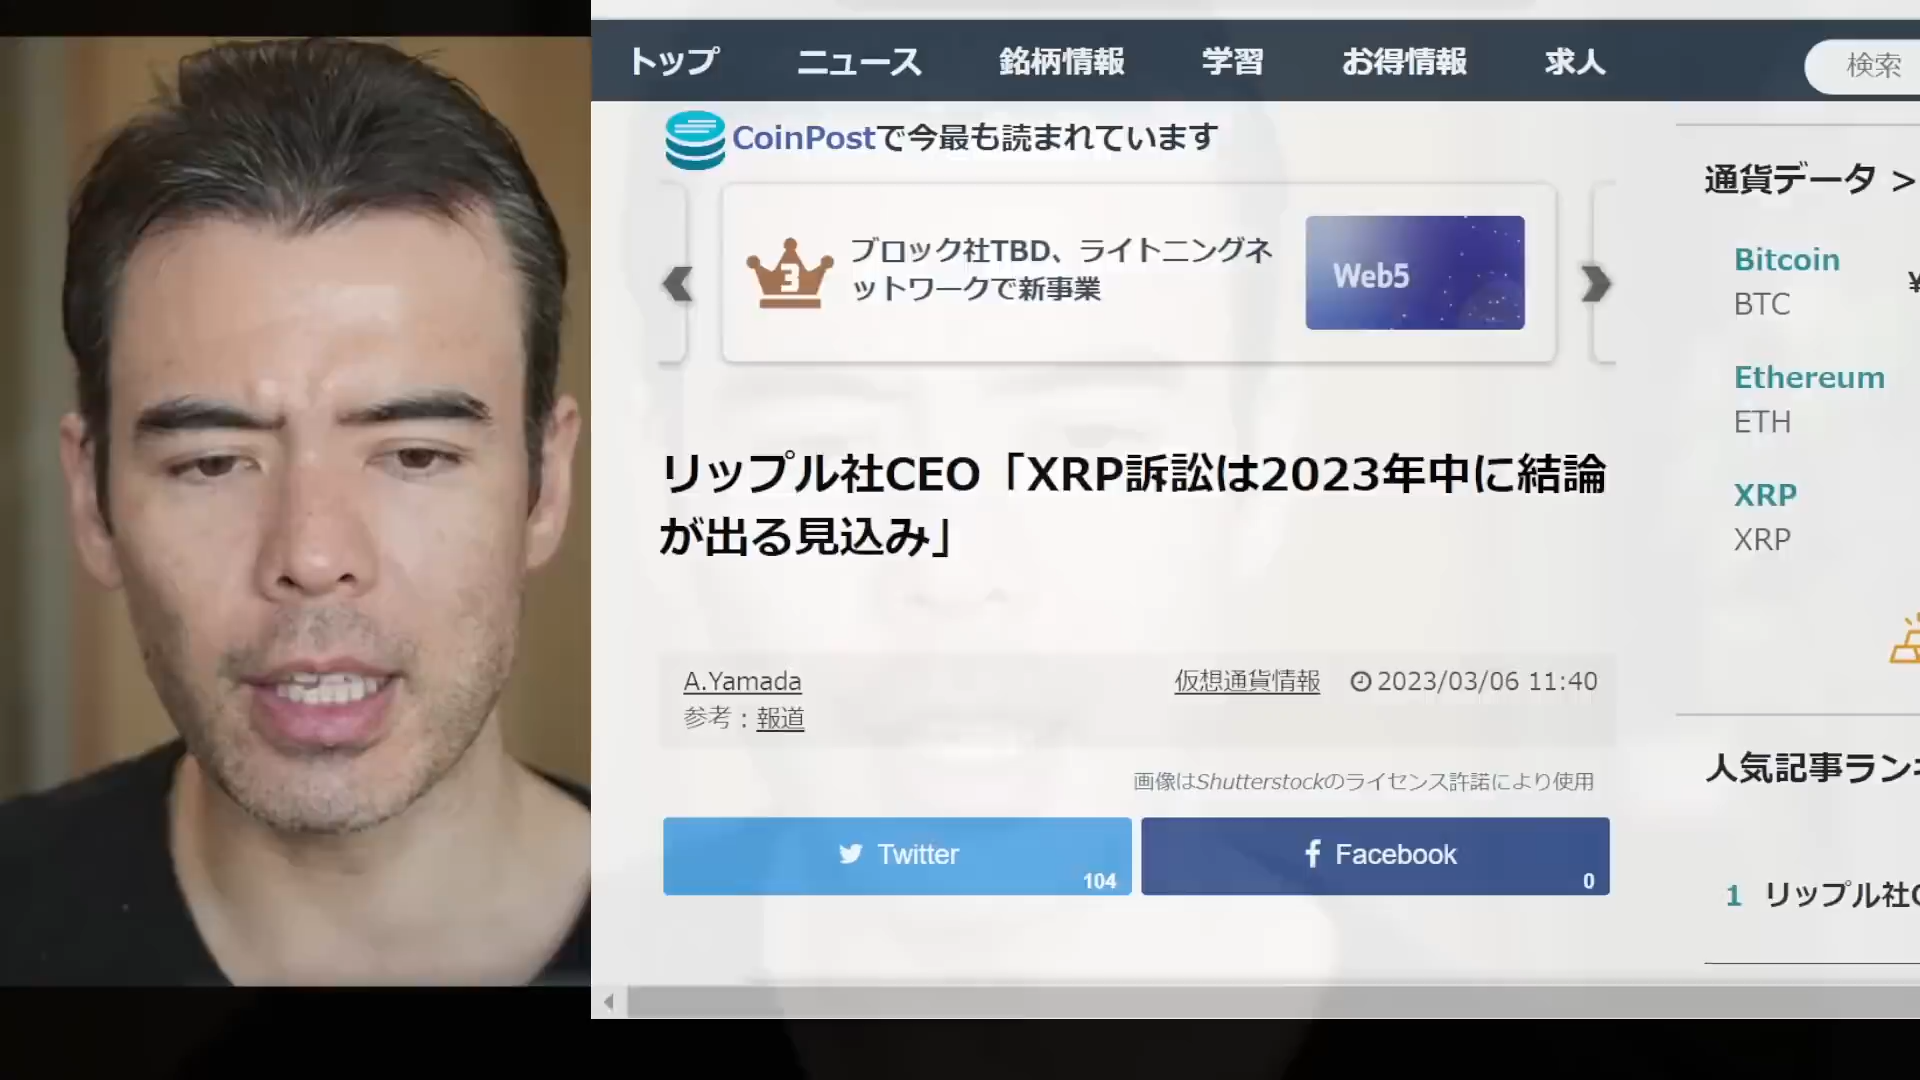 トップ ニュース 銘柄情報 学習 お得情報 求人 検索
CoinPostで今最も読まれています
3
ブロック社TBD、ライトニングネ
ットワークで新事業
Web5
リップル社CEO「XRP訴訟は2023年中に結論
が出る見込み」
A.Yamada 仮想通貨情報 2023/03/06 11:40
参考：報道
画像はShutterstockのライセンス許諾により使用
Twitter 104
Facebook 0
通貨データ >
Bitcoin
BTC
¥
Ethereum
ETH
XRP
XRP
人気記事ラン
1 リップル社C